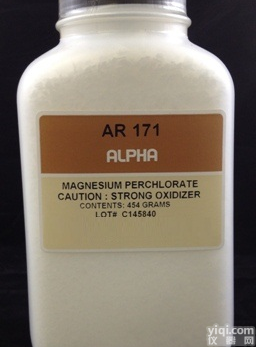 AR 171
ALPHA
MAGNESIUM PERCHLORATE
CAUTION : STRONG OXIDIZER
CONTENTS: 454 GRAMS
LOT# C145840
yiqi.com
仪器网